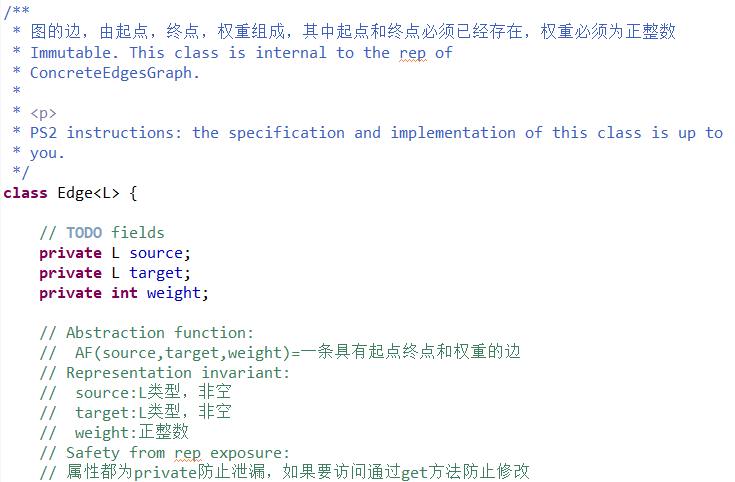 /**
 * 图的边，由起点，终点，权重组成，其中起点和终点必须已经存在，权重必须为正整数
 * Immutable. This class is internal to the rep of
 * ConcreteEdgesGraph.
 *
 * <p>
 * PS2 instructions: the specification and implementation of this class is up to
 * you.
 */
class Edge<L> {
    // TODO fields
    private L source;
    private L target;
    private int weight;
    // Abstraction function:
    //  AF(source,target,weight)=一条具有起点终点和权重的边
    // Representation invariant:
    //  source:L类型，非空
    //  target:L类型，非空
    //  weight:正整数
    // Safety from rep exposure:
    // 属性都为private防止泄漏，如果要访问通过get方法防止修改